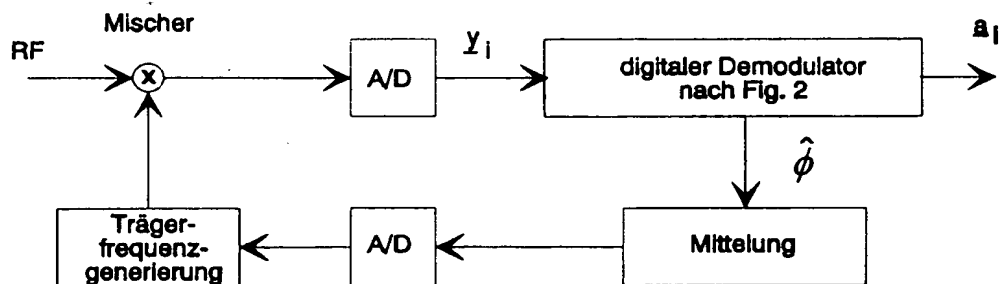 Mischer
RF
x
A/D
y i
digitaler Demodulator
nach Fig. 2
a i
ϕ̂
Träger-
frequenz-
generierung
A/D
Mittelung